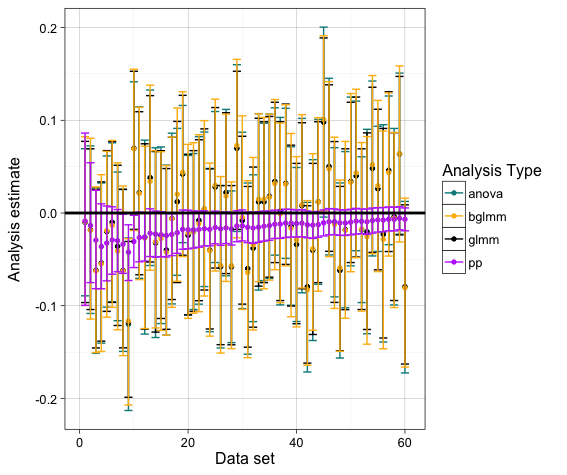 0.2
0.1
0.0
-0.1
-0.2
Analysis estimate
0
20
40
60
Data set
Analysis Type
anova
bglmm
glmm
pp